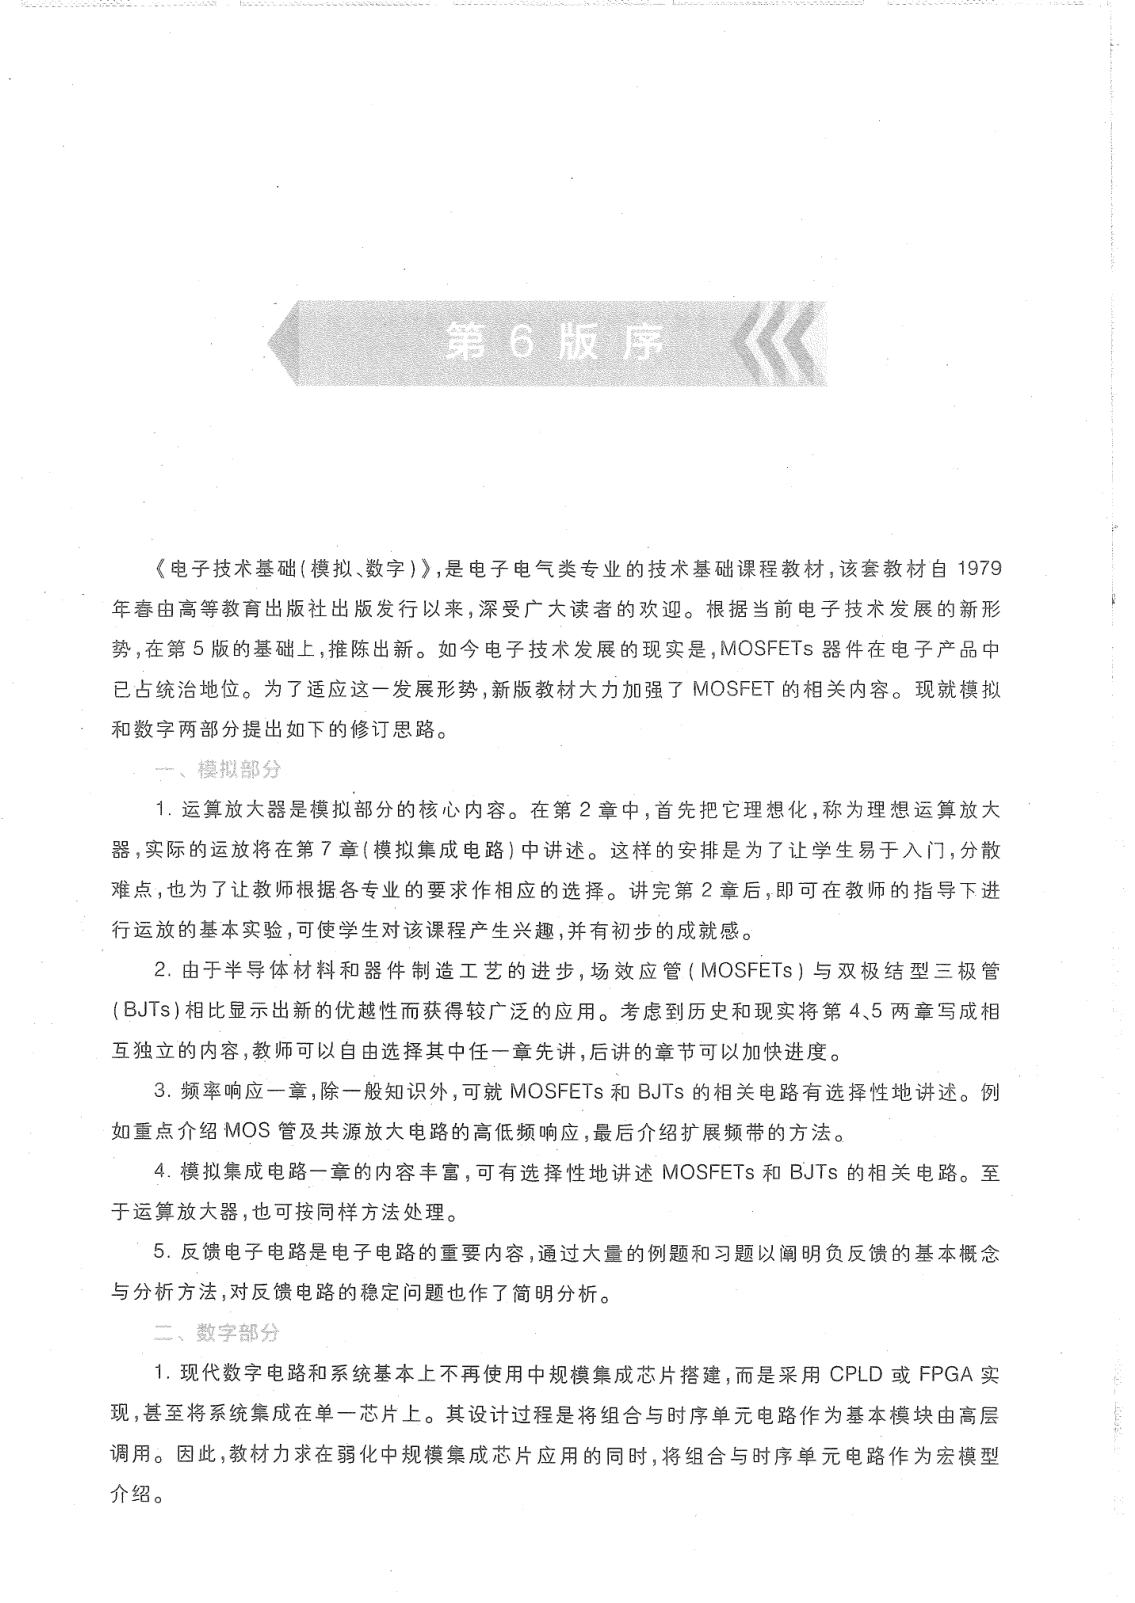 第6版序
《电子技术基础(模拟、数字)》,是电子电气类专业的技术基础课程教材,该套教材自 1979
年春由高等教育出版社出版发行以来,深受广大读者的欢迎。根据当前电子技术发展的新形
势,在第 5 版的基础上,推陈出新。如今电子技术发展的现实是,MOSFETs 器件在电子产品中
已占统治地位。为了适应这一发展形势,新版教材大力加强了 MOSFET 的相关内容。现就模拟
和数字两部分提出如下的修订思路。
一、模拟部分
1. 运算放大器是模拟部分的核心内容。在第 2 章中,首先把它理想化,称为理想运算放大
器,实际的运放将在第 7 章(模拟集成电路)中讲述。这样的安排是为了让学生易于入门,分散
难点,也为了让教师根据各专业的要求作相应的选择。讲完第 2 章后,即可在教师的指导下进
行运放的基本实验,可使学生对该课程产生兴趣,并有初步的成就感。
2. 由于半导体材料和器件制造工艺的进步,场效应管(MOSFETs)与双极结型三极管
(BJTs)相比显示出新的优越性而获得较广泛的应用。考虑到历史和现实将第 4、5 两章写成相
互独立的内容,教师可以自由选择其中任一章先讲,后讲的章节可以加快进度。
3. 频率响应一章,除一般知识外,可就 MOSFETs 和 BJTs 的相关电路有选择性地讲述。例
如重点介绍 MOS 管及共源放大电路的高低频响应,最后介绍扩展频带的方法。
4. 模拟集成电路一章的内容丰富,可有选择性地讲述 MOSFETs 和 BJTs 的相关电路。至
于运算放大器,也可按同样方法处理。
5. 反馈电子电路是电子电路的重要内容,通过大量的例题和习题以阐明负反馈的基本概念
与分析方法,对反馈电路的稳定问题也作了简明分析。
二、数字部分
1. 现代数字电路和系统基本上不再使用中规模集成芯片搭建,而是采用 CPLD 或 FPGA 实
现,甚至将系统集成在单一芯片上。其设计过程是将组合与时序单元电路作为基本模块由高层
调用。因此,教材力求在弱化中规模集成芯片应用的同时,将组合与时序单元电路作为宏模型
介绍。